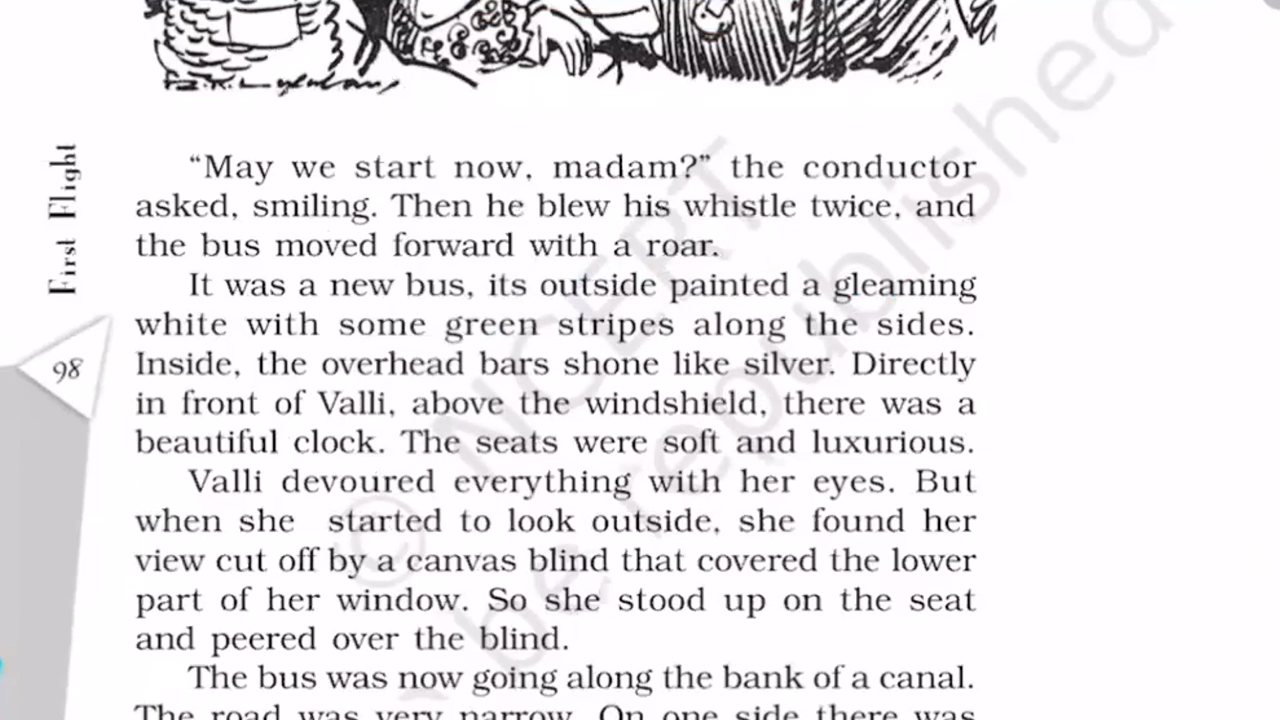 “May we start now, madam?” the conductor
asked, smiling. Then he blew his whistle twice, and
the bus moved forward with a roar.
It was a new bus, its outside painted a gleaming
white with some green stripes along the sides.
Inside, the overhead bars shone like silver. Directly
in front of Valli, above the windshield, there was a
beautiful clock. The seats were soft and luxurious.
Valli devoured everything with her eyes. But
when she started to look outside, she found her
view cut off by a canvas blind that covered the lower
part of her window. So she stood up on the seat
and peered over the blind.
The bus was now going along the bank of a canal.
The road was very narrow. On one side there was
First Flight
98
© NCERT
be republished